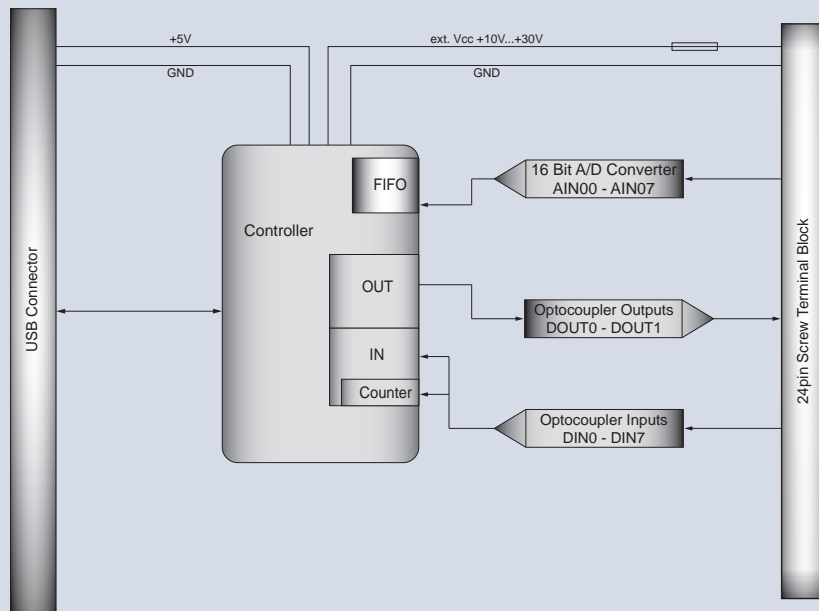 +5V
ext. Vcc +10V...+30V
GND
GND
16 Bit A/D Converter
AIN00 - AIN07
FIFO
Controller
USB Connector
OUT
Optocoupler Outputs
DOUT0 - DOUT1
24pin Screw Terminal Block
IN
Counter
Optocoupler Inputs
DIN0 - DIN7